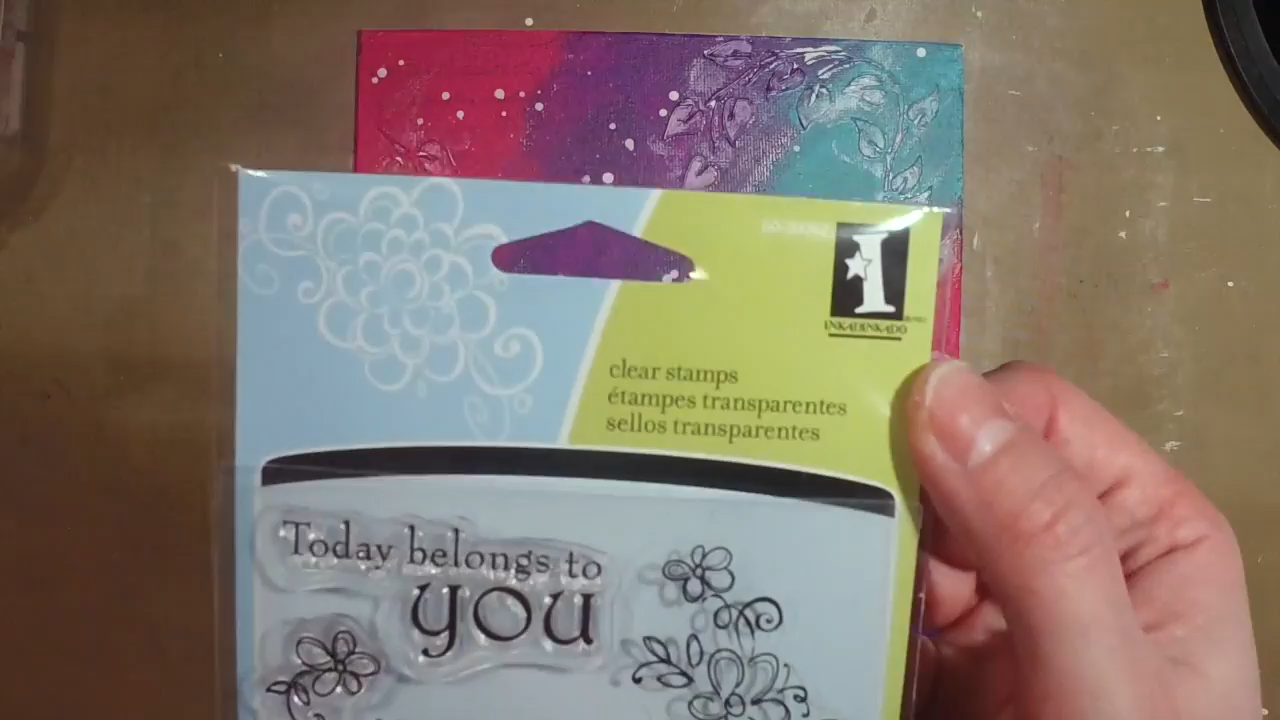 INKADINKADO
clear stamps
étampes transparentes
sellos transparentes
Today belongs to
you